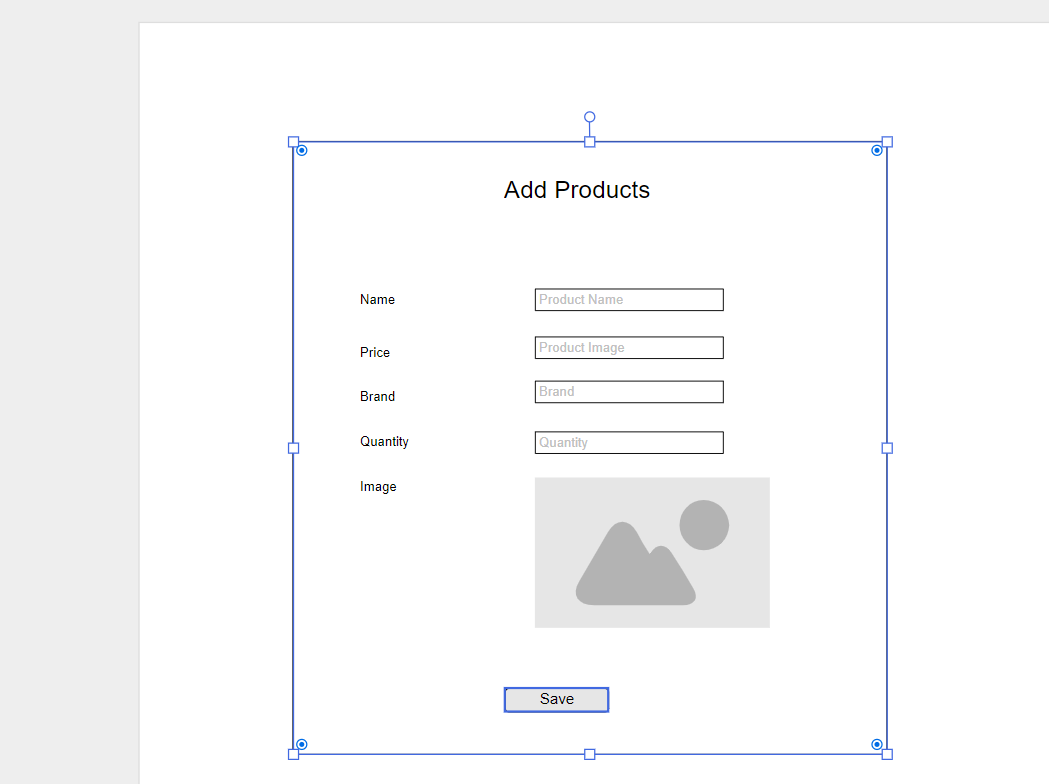 Add Products
Name
Product Name
Price
Product Image
Brand
Brand
Quantity
Quantity
Image
Save